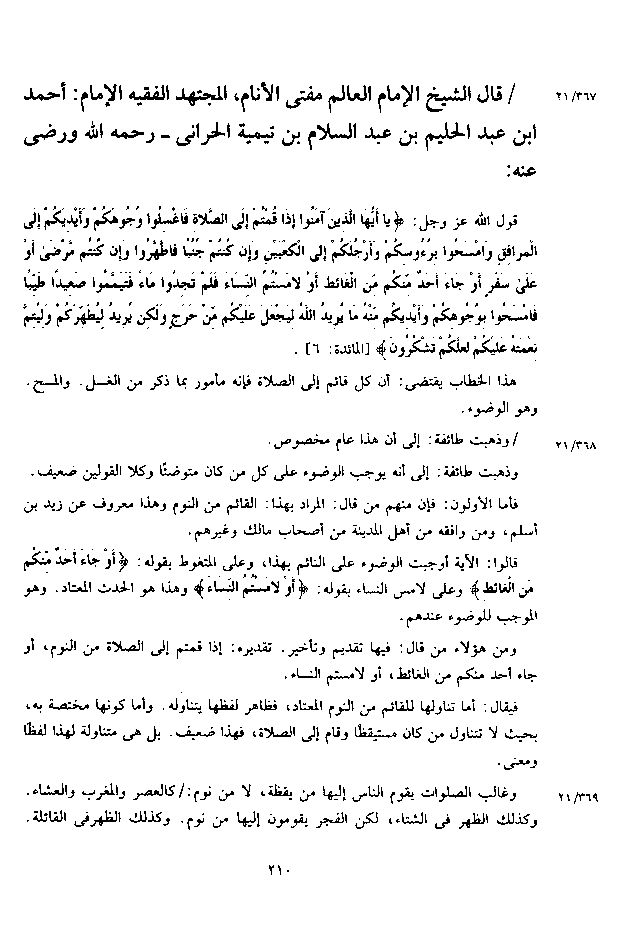 ٢١/٣٦٧ / قال الشيخ الإمام العالم مفتى الأنام، المجتهد الفقيه الإمام: أحمد
ابن عبد الحليم بن عبد السلام بن تيمية الحرانى ـ رحمه الله ورضى
عنه:
قول الله عز وجل: ﴿يا أَيُّهَا الَّذِينَ آمَنُوا إِذَا قُمْتُمْ إِلَى الصَّلاةِ فَاغْسِلُوا وُجُوهَكُمْ وَأَيْدِيَكُمْ إِلَى
الْمَرَافِقِ وَامْسَحُوا بِرُءُوسِكُمْ وَأَرْجُلَكُمْ إِلَى الْكَعْبَيْنِ وَإِن كُنتُمْ جُنُبًا فَاطَّهَّرُوا وَإِن كُنتُم مَّرْضَىٰ أَوْ
عَلَىٰ سَفَرٍ أَوْ جَاءَ أَحَدٌ مِّنكُم مِّنَ الْغَائِطِ أَوْ لامَسْتُمُ النِّسَاءَ فَلَمْ تَجِدُوا مَاءً فَتَيَمَّمُوا صَعِيدًا طَيِّبًا
فَامْسَحُوا بِوُجُوهِكُمْ وَأَيْدِيكُم مِّنْهُ مَا يُرِيدُ اللَّهُ لِيَجْعَلَ عَلَيْكُم مِّنْ حَرَجٍ وَلَكِن يُرِيدُ لِيُطَهِّرَكُمْ وَلِيُتِمَّ
نِعْمَتَهُ عَلَيْكُمْ لَعَلَّكُمْ تَشْكُرُونَ﴾ [المائدة: ٦] .
هذا الخطاب يقتضى: أن كل قائم إلى الصلاة فإنه مأمور بما ذكر من الغسل. والمسح.
وهو الوضوء.
٢١/٣٦٨ / وذهبت طائفة: إلى أن هذا عام مخصوص.
وذهبت طائفة: إلى أنه يوجب الوضوء على كل من كان متوضئًا وكلا القولين ضعيف.
فأما الأولون: فإن منهم من قال: المراد بهذا: القائم من النوم وهذا معروف عن زيد بن
أسلم، ومن وافقه من أهل المدينة من أصحاب مالك وغيرهم.
قالوا: الآية أوجبت الوضوء على النائم بهذا، وعلى المتغوط بقوله: ﴿أَوْ جَاءَ أَحَدٌ مِّنكُم
مِّنَ الْغَائِطِ﴾ وعلى لامس النساء بقوله: ﴿أَوْ لامَسْتُمُ النِّسَاءَ﴾ وهذا هو الحدث المعتاد. وهو
الموجب للوضوء عندهم.
ومن هؤلاء من قال: فيها تقديم وتأخير. تقديره: إذا قمتم إلى الصلاة من النوم، أو
جاء أحد منكم من الغائط، أو لامستم النساء.
فيقال: أما تناولها للقائم من النوم المعتاد، فظاهر لفظها يتناوله. وأما كونها مختصة به،
بحيث لا تتناول من كان مستيقظًا وقام إلى الصلاة، فهذا ضعيف. بل هى متناولة لهذا لفظًا
ومعنى.
٢١/٣٦٩ وغالب الصلوات يقوم الناس إليها من يقظة، لا من نوم: / كالعصر والمغرب والعشاء.
وكذلك الظهر فى الشتاء، لكن الفجر يقومون إليها من نوم. وكذلك الظهر فى القائلة.
٢١٠